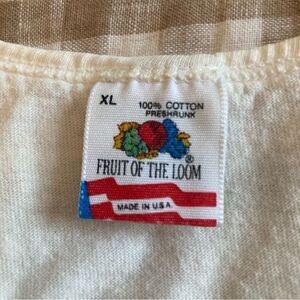 XL
100% COTTON
PRESHRUNK
FRUIT OF THE LOOM®
MADE IN U.S.A.